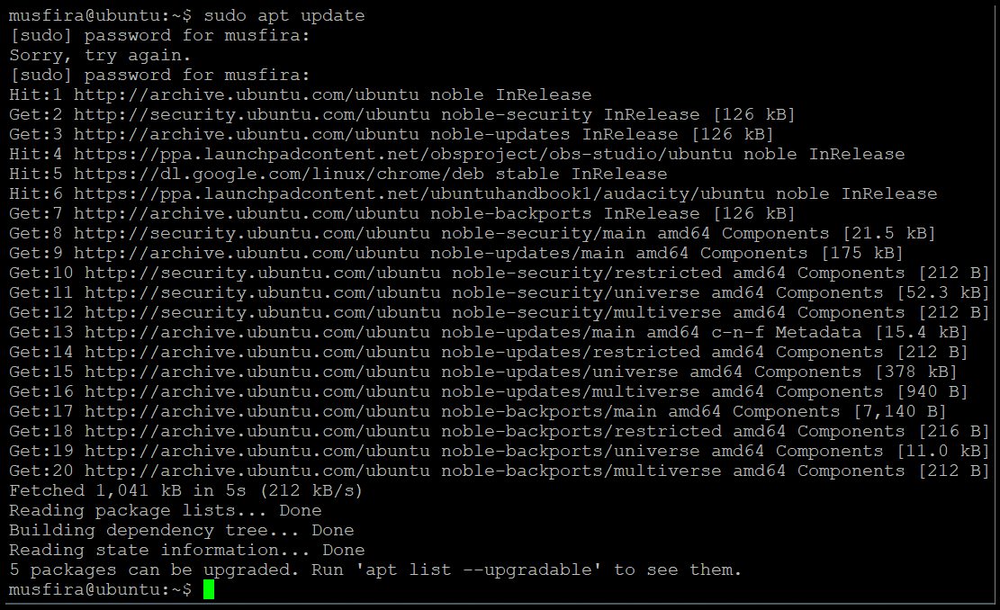 musfira@ubuntu:~$ sudo apt update
[sudo] password for musfira:
Sorry, try again.
[sudo] password for musfira:
Hit:1 http://archive.ubuntu.com/ubuntu noble InRelease
Get:2 http://security.ubuntu.com/ubuntu noble-security InRelease [126 kB]
Get:3 http://archive.ubuntu.com/ubuntu noble-updates InRelease [126 kB]
Hit:4 https://ppa.launchpadcontent.net/obsproject/obs-studio/ubuntu noble InRelease
Hit:5 https://dl.google.com/linux/chrome/deb stable InRelease
Hit:6 https://ppa.launchpadcontent.net/ubuntuhandbook1/audacity/ubuntu noble InRelease
Get:7 http://archive.ubuntu.com/ubuntu noble-backports InRelease [126 kB]
Get:8 http://security.ubuntu.com/ubuntu noble-security/main amd64 Components [21.5 kB]
Get:9 http://archive.ubuntu.com/ubuntu noble-updates/main amd64 Components [175 kB]
Get:10 http://security.ubuntu.com/ubuntu noble-security/restricted amd64 Components [212 B]
Get:11 http://security.ubuntu.com/ubuntu noble-security/universe amd64 Components [52.3 kB]
Get:12 http://security.ubuntu.com/ubuntu noble-security/multiverse amd64 Components [212 B]
Get:13 http://archive.ubuntu.com/ubuntu noble-updates/main amd64 c-n-f Metadata [15.4 kB]
Get:14 http://archive.ubuntu.com/ubuntu noble-updates/restricted amd64 Components [212 B]
Get:15 http://archive.ubuntu.com/ubuntu noble-updates/universe amd64 Components [378 kB]
Get:16 http://archive.ubuntu.com/ubuntu noble-updates/multiverse amd64 Components [940 B]
Get:17 http://archive.ubuntu.com/ubuntu noble-backports/main amd64 Components [7,140 B]
Get:18 http://archive.ubuntu.com/ubuntu noble-backports/restricted amd64 Components [216 B]
Get:19 http://archive.ubuntu.com/ubuntu noble-backports/universe amd64 Components [11.0 kB]
Get:20 http://archive.ubuntu.com/ubuntu noble-backports/multiverse amd64 Components [212 B]
Fetched 1,041 kB in 5s (212 kB/s)
Reading package lists... Done
Building dependency tree... Done
Reading state information... Done
5 packages can be upgraded. Run 'apt list --upgradable' to see them.
musfira@ubuntu:~$